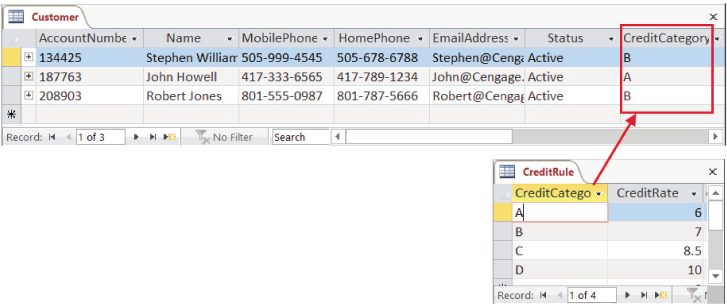 Customer
AccountNumbe Name MobilePhone HomePhone EmailAddress Status CreditCategory
134425 Stephen William 505-999-4545 505-678-6788 Stephen@Cenga Active B
187763 John Howell 417-333-6565 417-789-1234 John@Cengage. Active A
208903 Robert Jones 801-555-0987 801-787-5666 Robert@Cengag Active B
Record: 1 of 3 No Filter Search
CreditRule
CreditCatego CreditRate
A 6
B 7
C 8.5
D 10
Record: 1 of 4